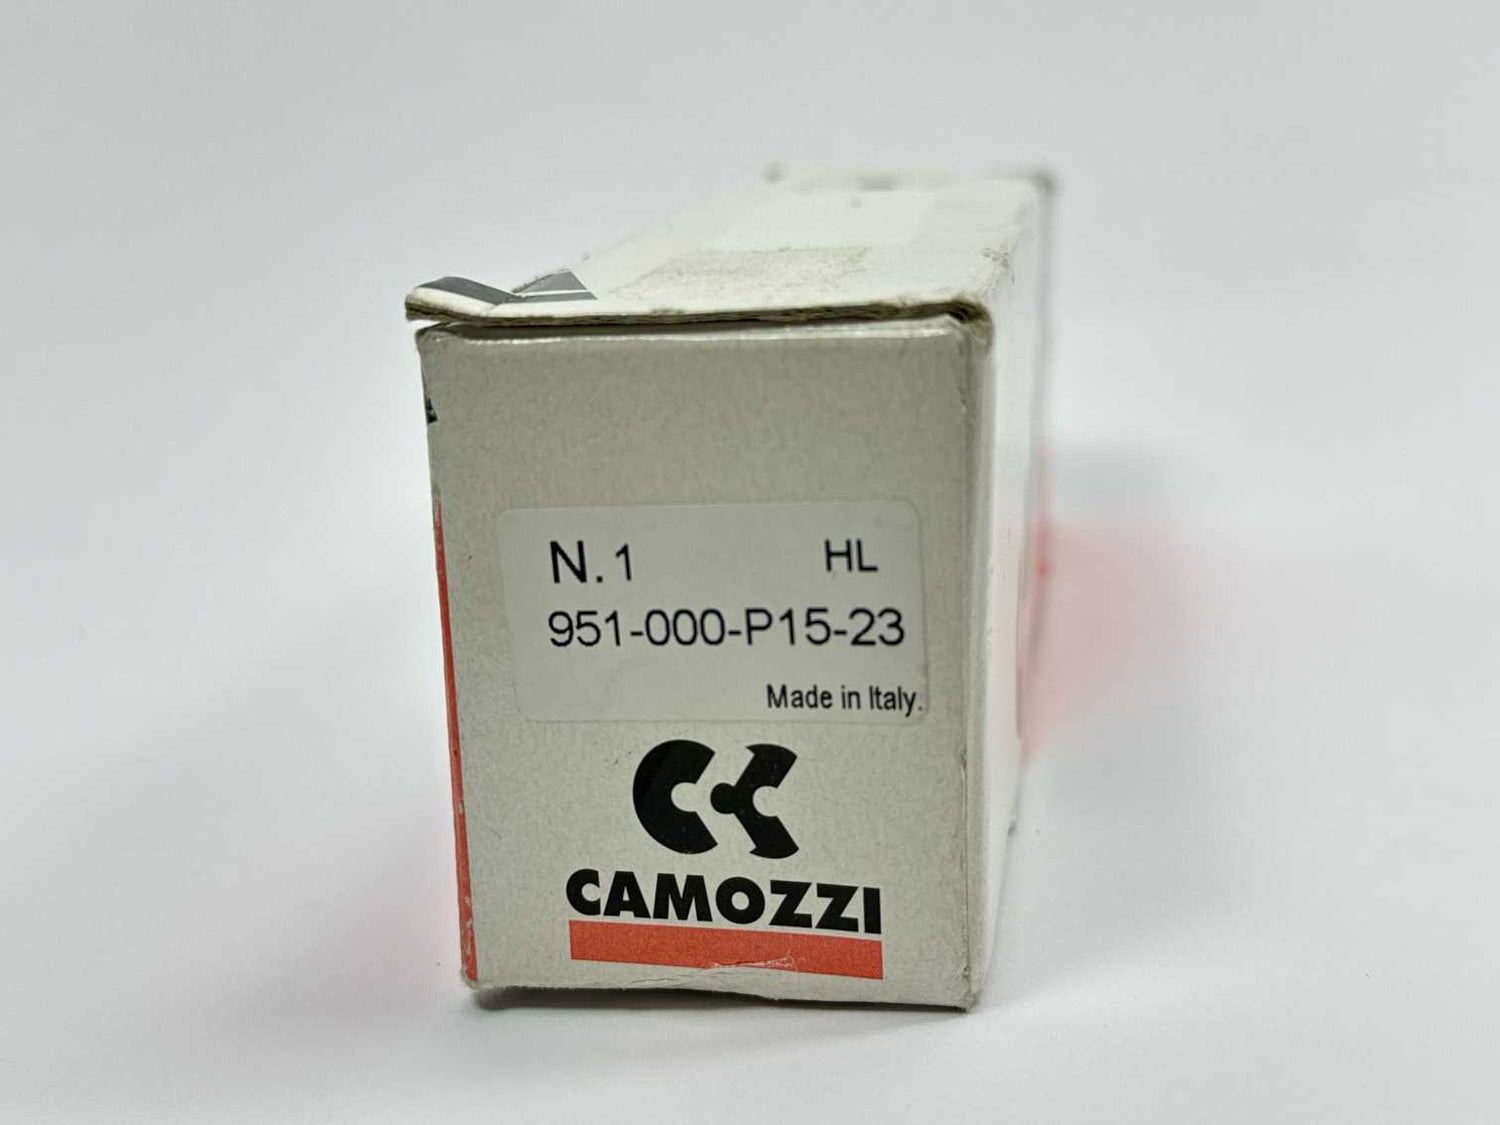 N. 1 HL
951-000-P15-23
Made in Italy.
CAMOZZI